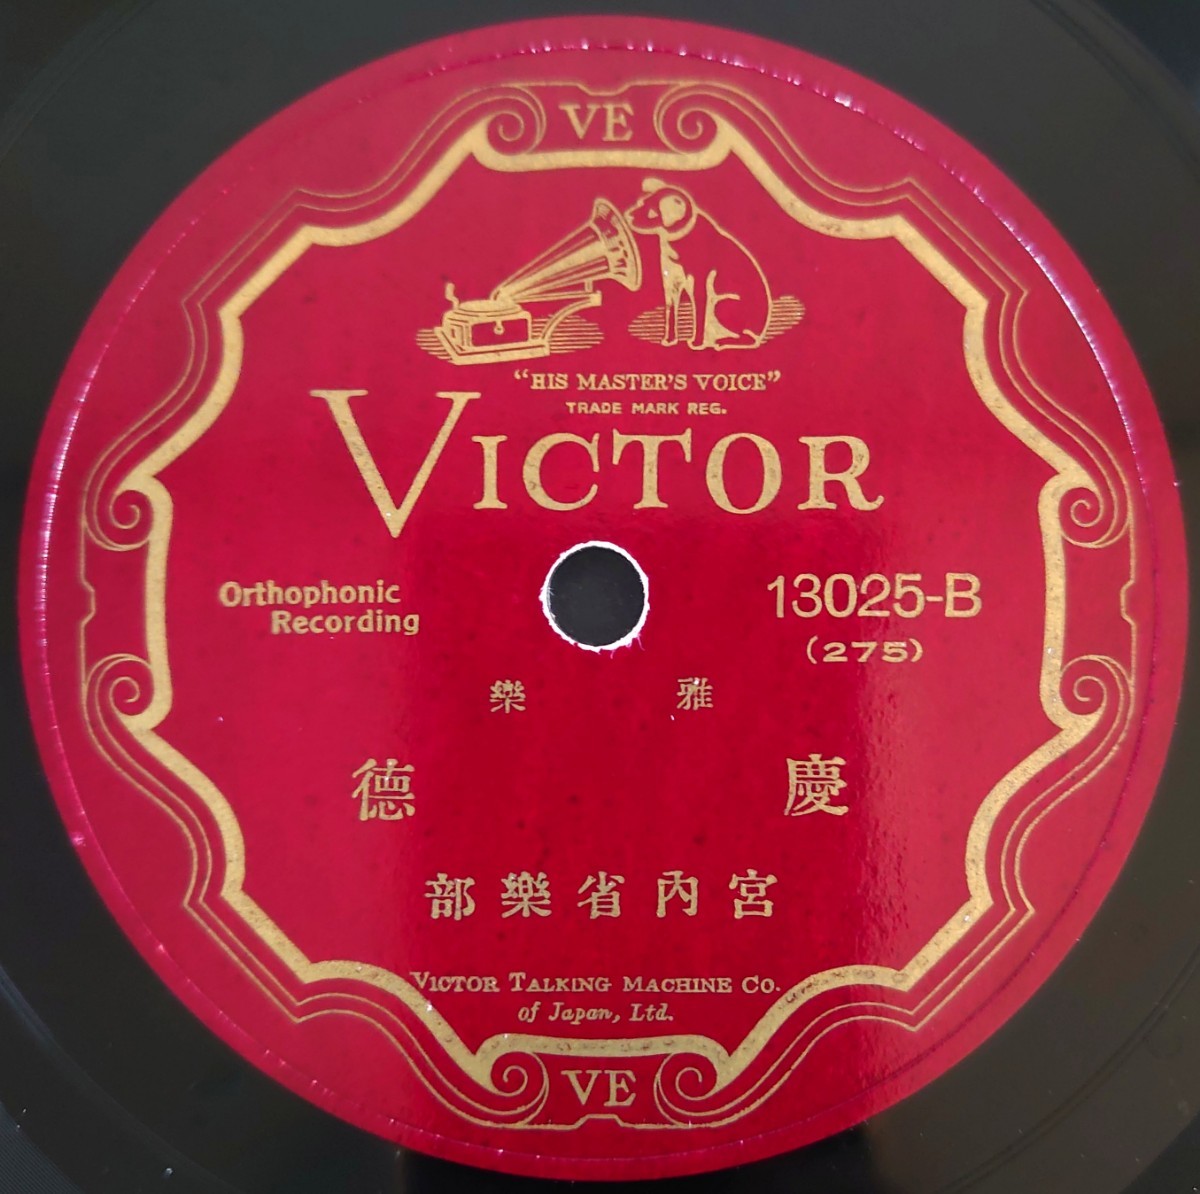 VE
"HIS MASTER'S VOICE"
TRADE MARK REG.
VICTOR
Orthophonic
Recording
13025-B
(275)
雅樂
慶德
宮內省樂部
VICTOR TALKING MACHINE CO.
of Japan, Ltd.
VE